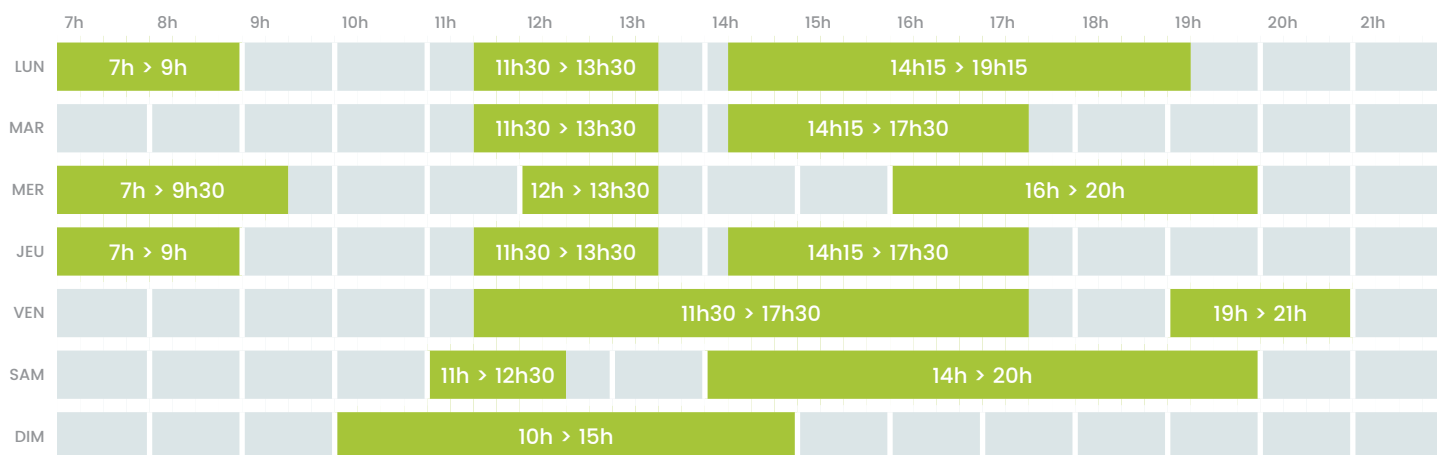 7h 8h 9h 10h 11h 12h 13h 14h 15h 16h 17h 18h 19h 20h 21h
LUN 7h > 9h 11h30 > 13h30 14h15 > 19h15
MAR 11h30 > 13h30 14h15 > 17h30
MER 7h > 9h30 12h > 13h30 16h > 20h
JEU 7h > 9h 11h30 > 13h30 14h15 > 17h30
VEN 11h30 > 17h30 19h > 21h
SAM 11h > 12h30 14h > 20h
DIM 10h > 15h